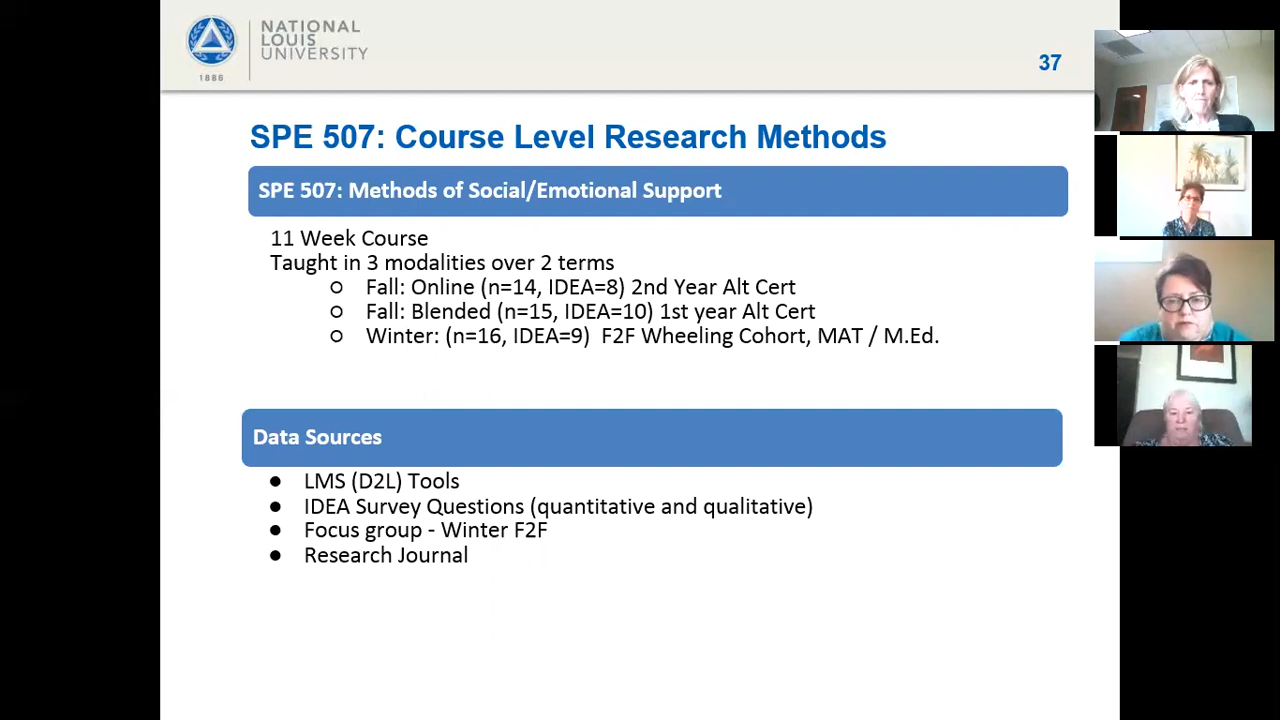 NATIONAL
LOUIS
UNIVERSITY
1886
37
SPE 507: Course Level Research Methods
SPE 507: Methods of Social/Emotional Support
11 Week Course
Taught in 3 modalities over 2 terms
○ Fall: Online (n=14, IDEA=8) 2nd Year Alt Cert
○ Fall: Blended (n=15, IDEA=10) 1st year Alt Cert
○ Winter: (n=16, IDEA=9) F2F Wheeling Cohort, MAT / M.Ed.
Data Sources
● LMS (D2L) Tools
● IDEA Survey Questions (quantitative and qualitative)
● Focus group - Winter F2F
● Research Journal